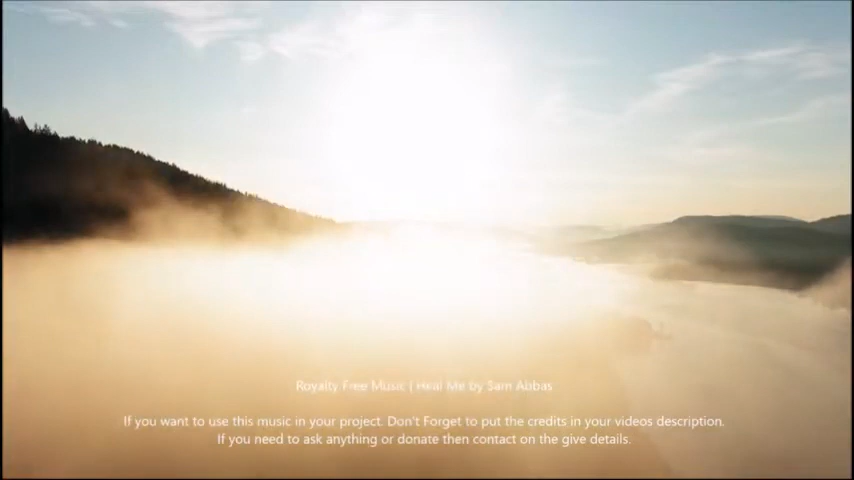 Royalty Free Music | Heal Me by Sam Abbas
If you want to use this music in your project. Don't Forget to put the credits in your videos description.
If you need to ask anything or donate then contact on the give details.